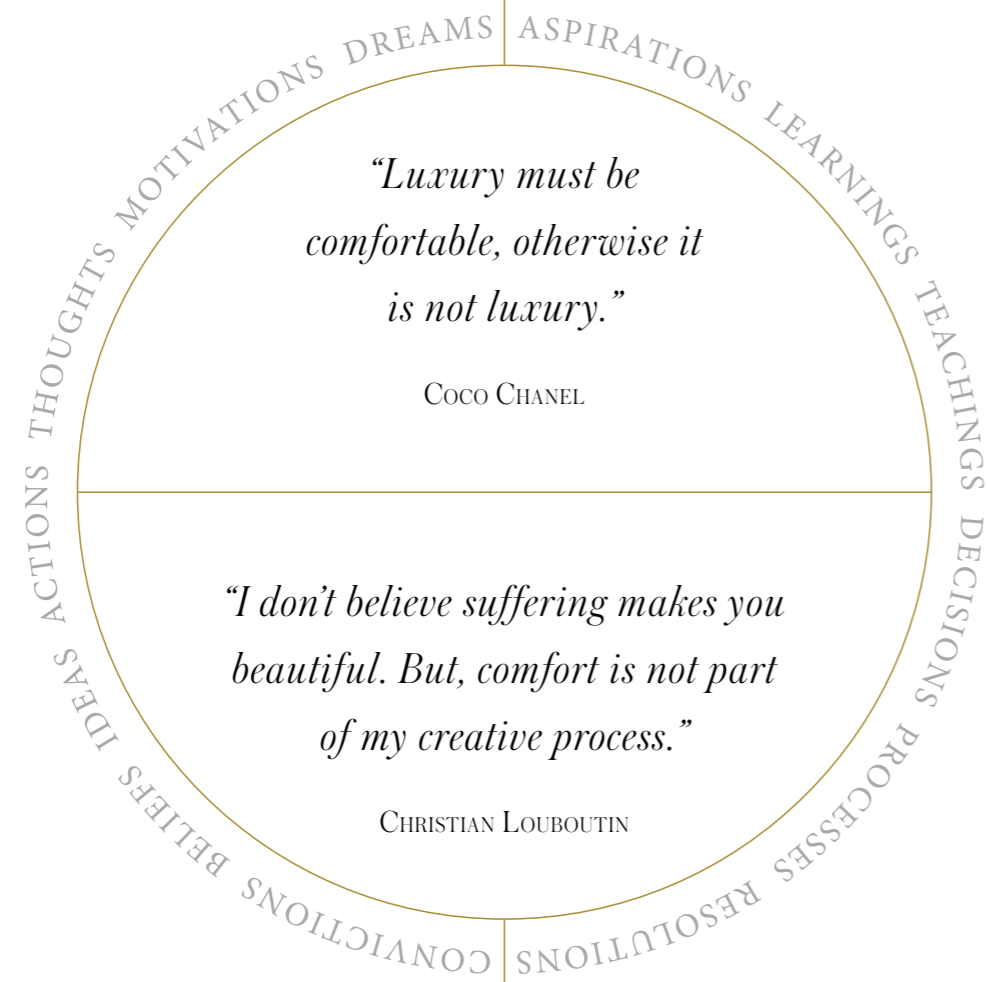 DREAMS
ASPIRATIONS
LEARNINGS
TEACHINGS
DECISIONS
PROCESSES
RESOLUTIONS
CONVICTIONS
BELIEFS
IDEAS
ACTIONS
THOUGHTS
MOTIVATIONS
“Luxury must be
comfortable, otherwise it
is not luxury.”
COCO CHANEL
“I don’t believe suffering makes you
beautiful. But, comfort is not part
of my creative process.”
CHRISTIAN LOUBOUTIN